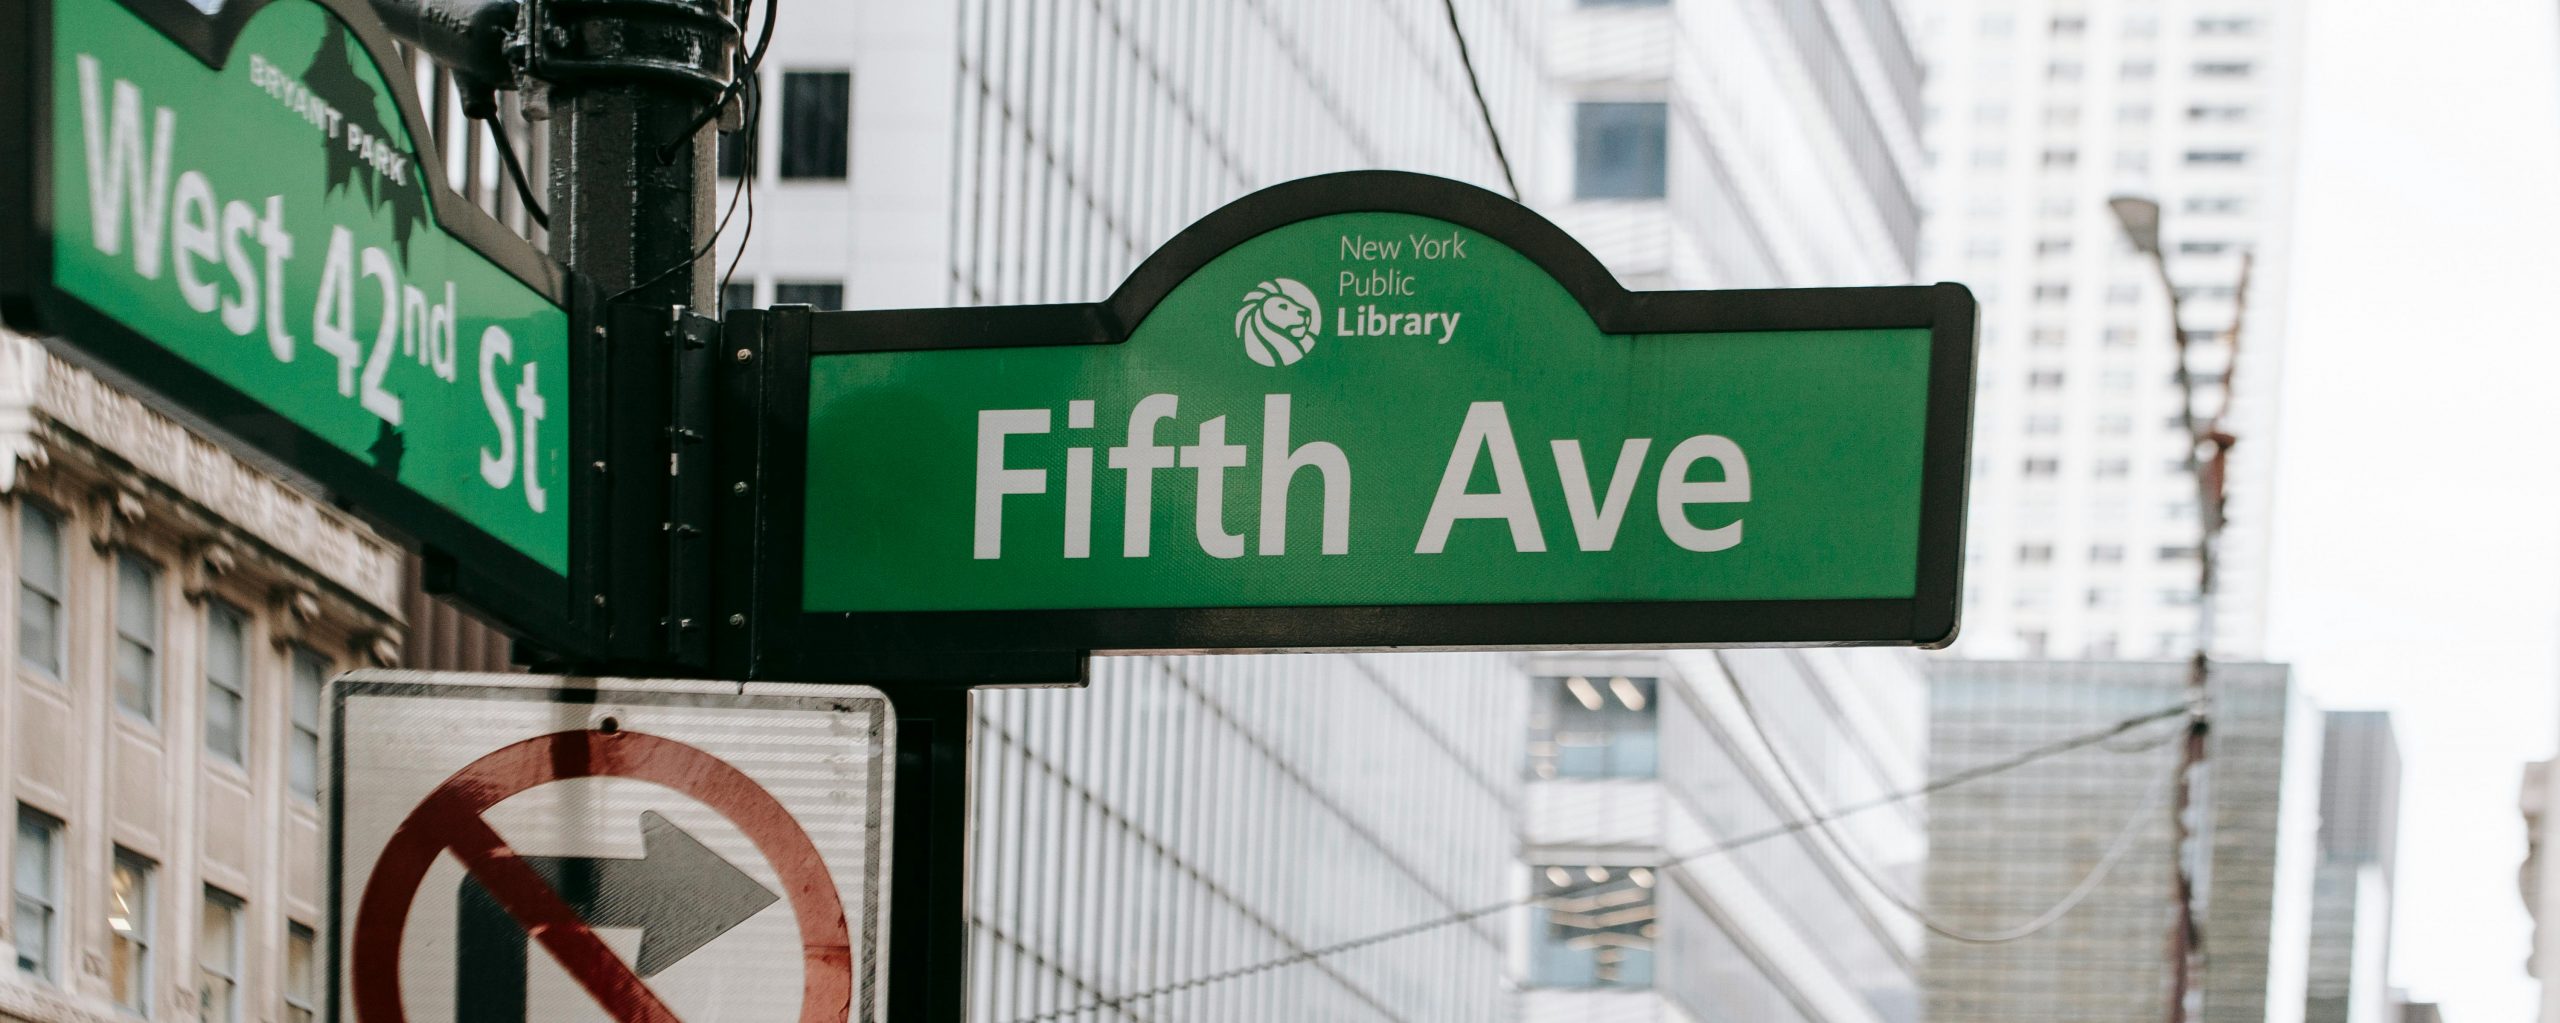 BRYANT PARK
West 42nd St
New York
Public
Library
Fifth Ave